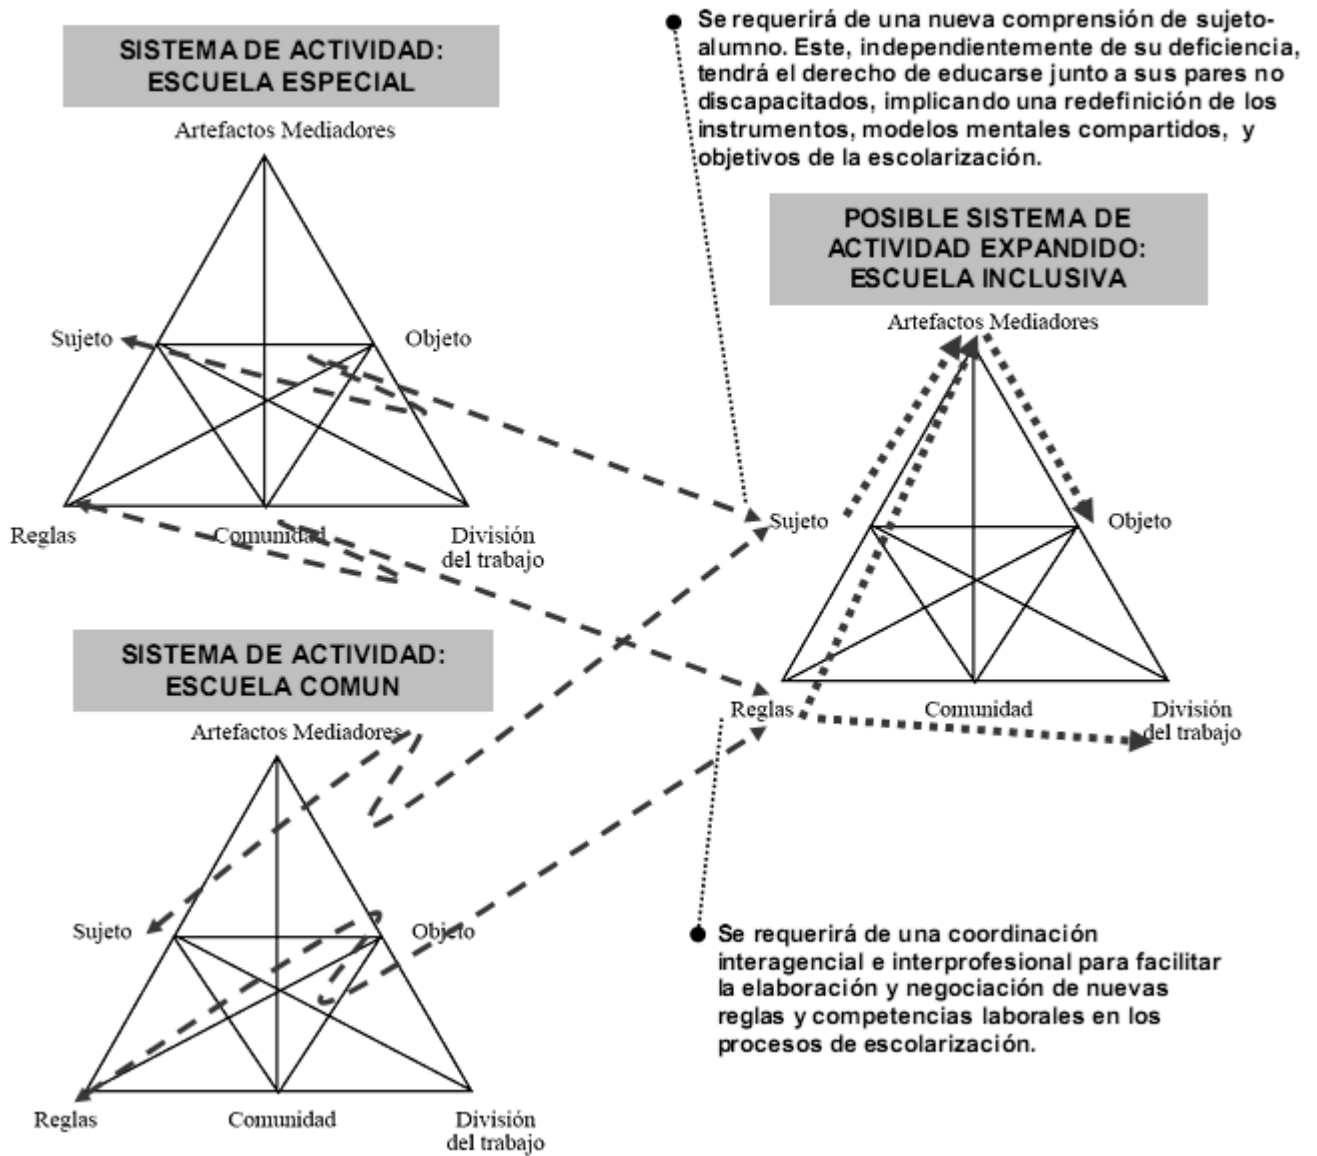 SISTEMA DE ACTIVIDAD:
ESCUELA ESPECIAL
Artefactos Mediadores
Sujeto
Objeto
Reglas
Comunidad
División
del trabajo
Se requerirá de una nueva comprensión de sujeto-
alumno. Este, independientemente de su deficiencia,
tendrá el derecho de educarse junto a sus pares no
discapacitados, implicando una redefinición de los
instrumentos, modelos mentales compartidos, y
objetivos de la escolarización.
POSIBLE SISTEMA DE
ACTIVIDAD EXPANDIDO:
ESCUELA INCLUSIVA
Artefactos Mediadores
Sujeto
Objeto
Reglas
Comunidad
División
del trabajo
SISTEMA DE ACTIVIDAD:
ESCUELA COMUN
Artefactos Mediadores
Sujeto
Objeto
Reglas
Comunidad
División
del trabajo
Se requerirá de una coordinación
interagencial e interprofesional para facilitar
la elaboración y negociación de nuevas
reglas y competencias laborales en los
procesos de escolarización.